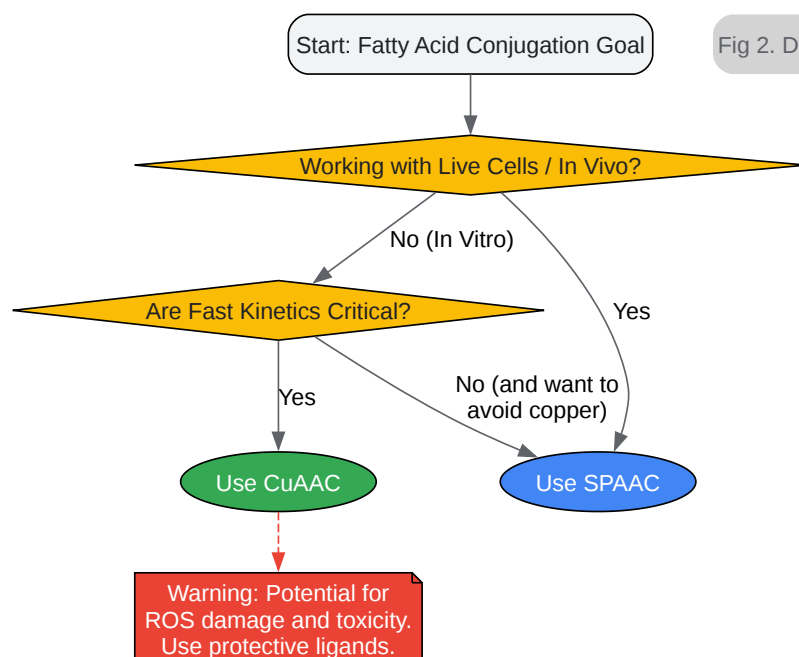 Start: Fatty Acid Conjugation Goal
Fig 2. D
Working with Live Cells / In Vivo?
No (In Vitro)
Are Fast Kinetics Critical?
Yes
Yes
No (and want to
avoid copper)
Use CuAAC
Use SPAAC
Warning: Potential for
ROS damage and toxicity.
Use protective ligands.